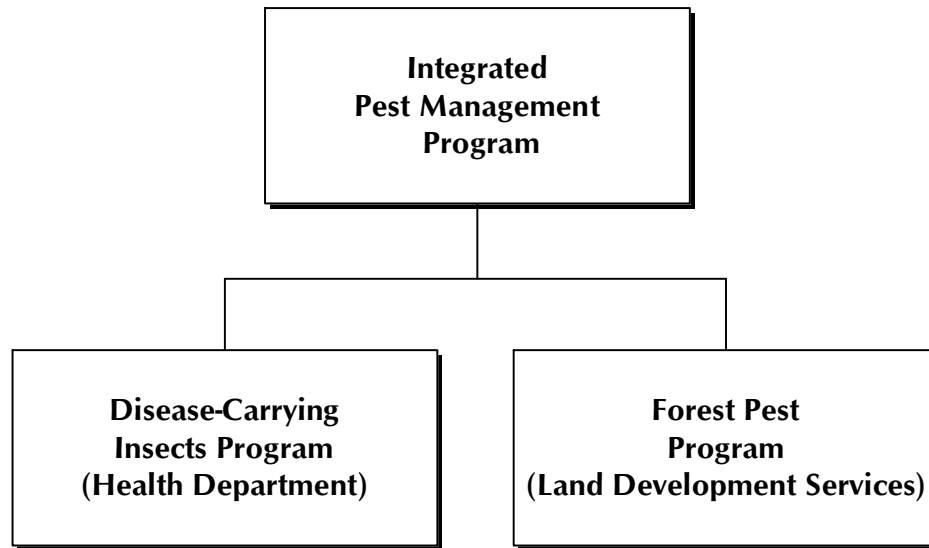 Integrated
Pest Management
Program
Disease-Carrying
Insects Program
(Health Department)
Forest Pest
Program
(Land Development Services)